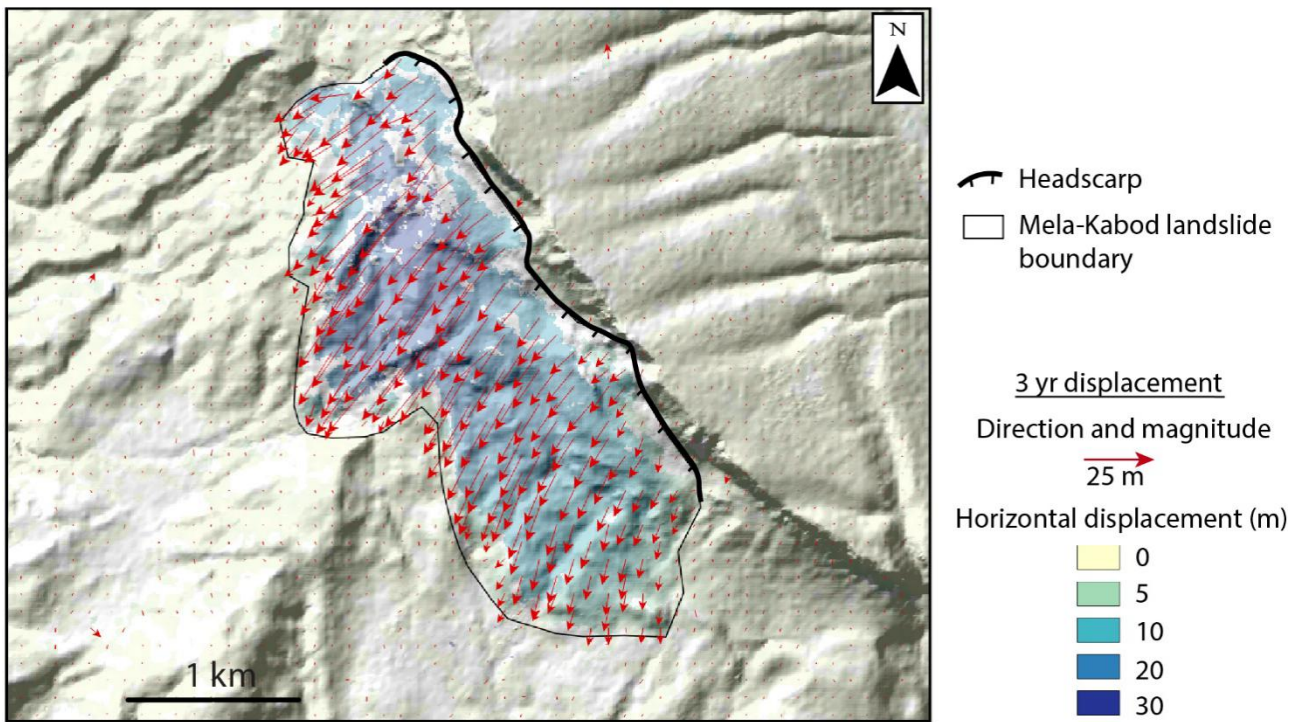 N
1 km
Headscarp
Mela-Kabod landslide
boundary
3 yr displacement
Direction and magnitude
25 m
Horizontal displacement (m)
0
5
10
20
30